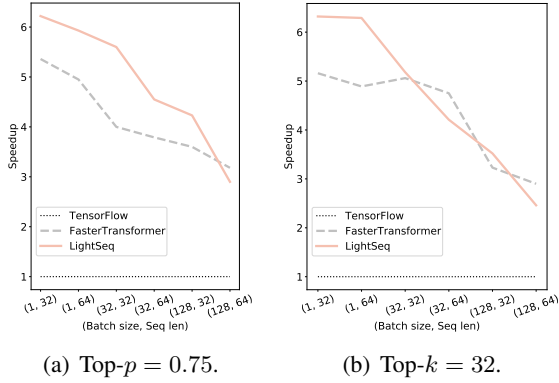 6
5
4
3
2
1
Speedup
TensorFlow
FasterTransformer
LightSeq
(1, 32)
(1, 64)
(32, 32)
(32, 64)
(128, 32)
(128, 64)
(Batch size, Seq len)
(a) Top-p = 0.75.
6
5
4
3
2
1
Speedup
TensorFlow
FasterTransformer
LightSeq
(1, 32)
(1, 64)
(32, 32)
(32, 64)
(128, 32)
(128, 64)
(Batch size, Seq len)
(b) Top-k = 32.